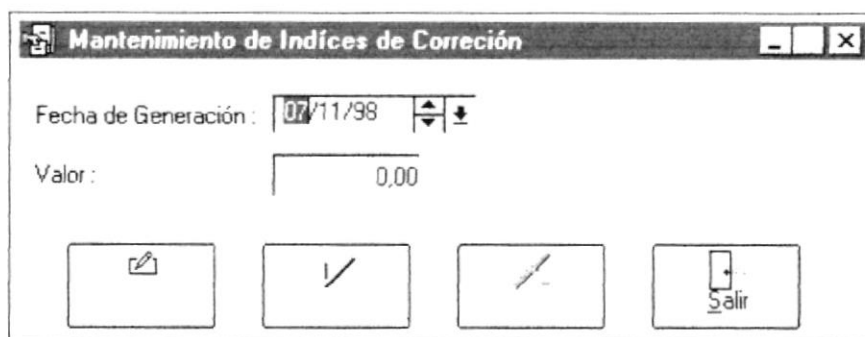 Mantenimiento de Indíces de Correción
Fecha de Generación : 07/11/98
Valor : 0,00
Salir